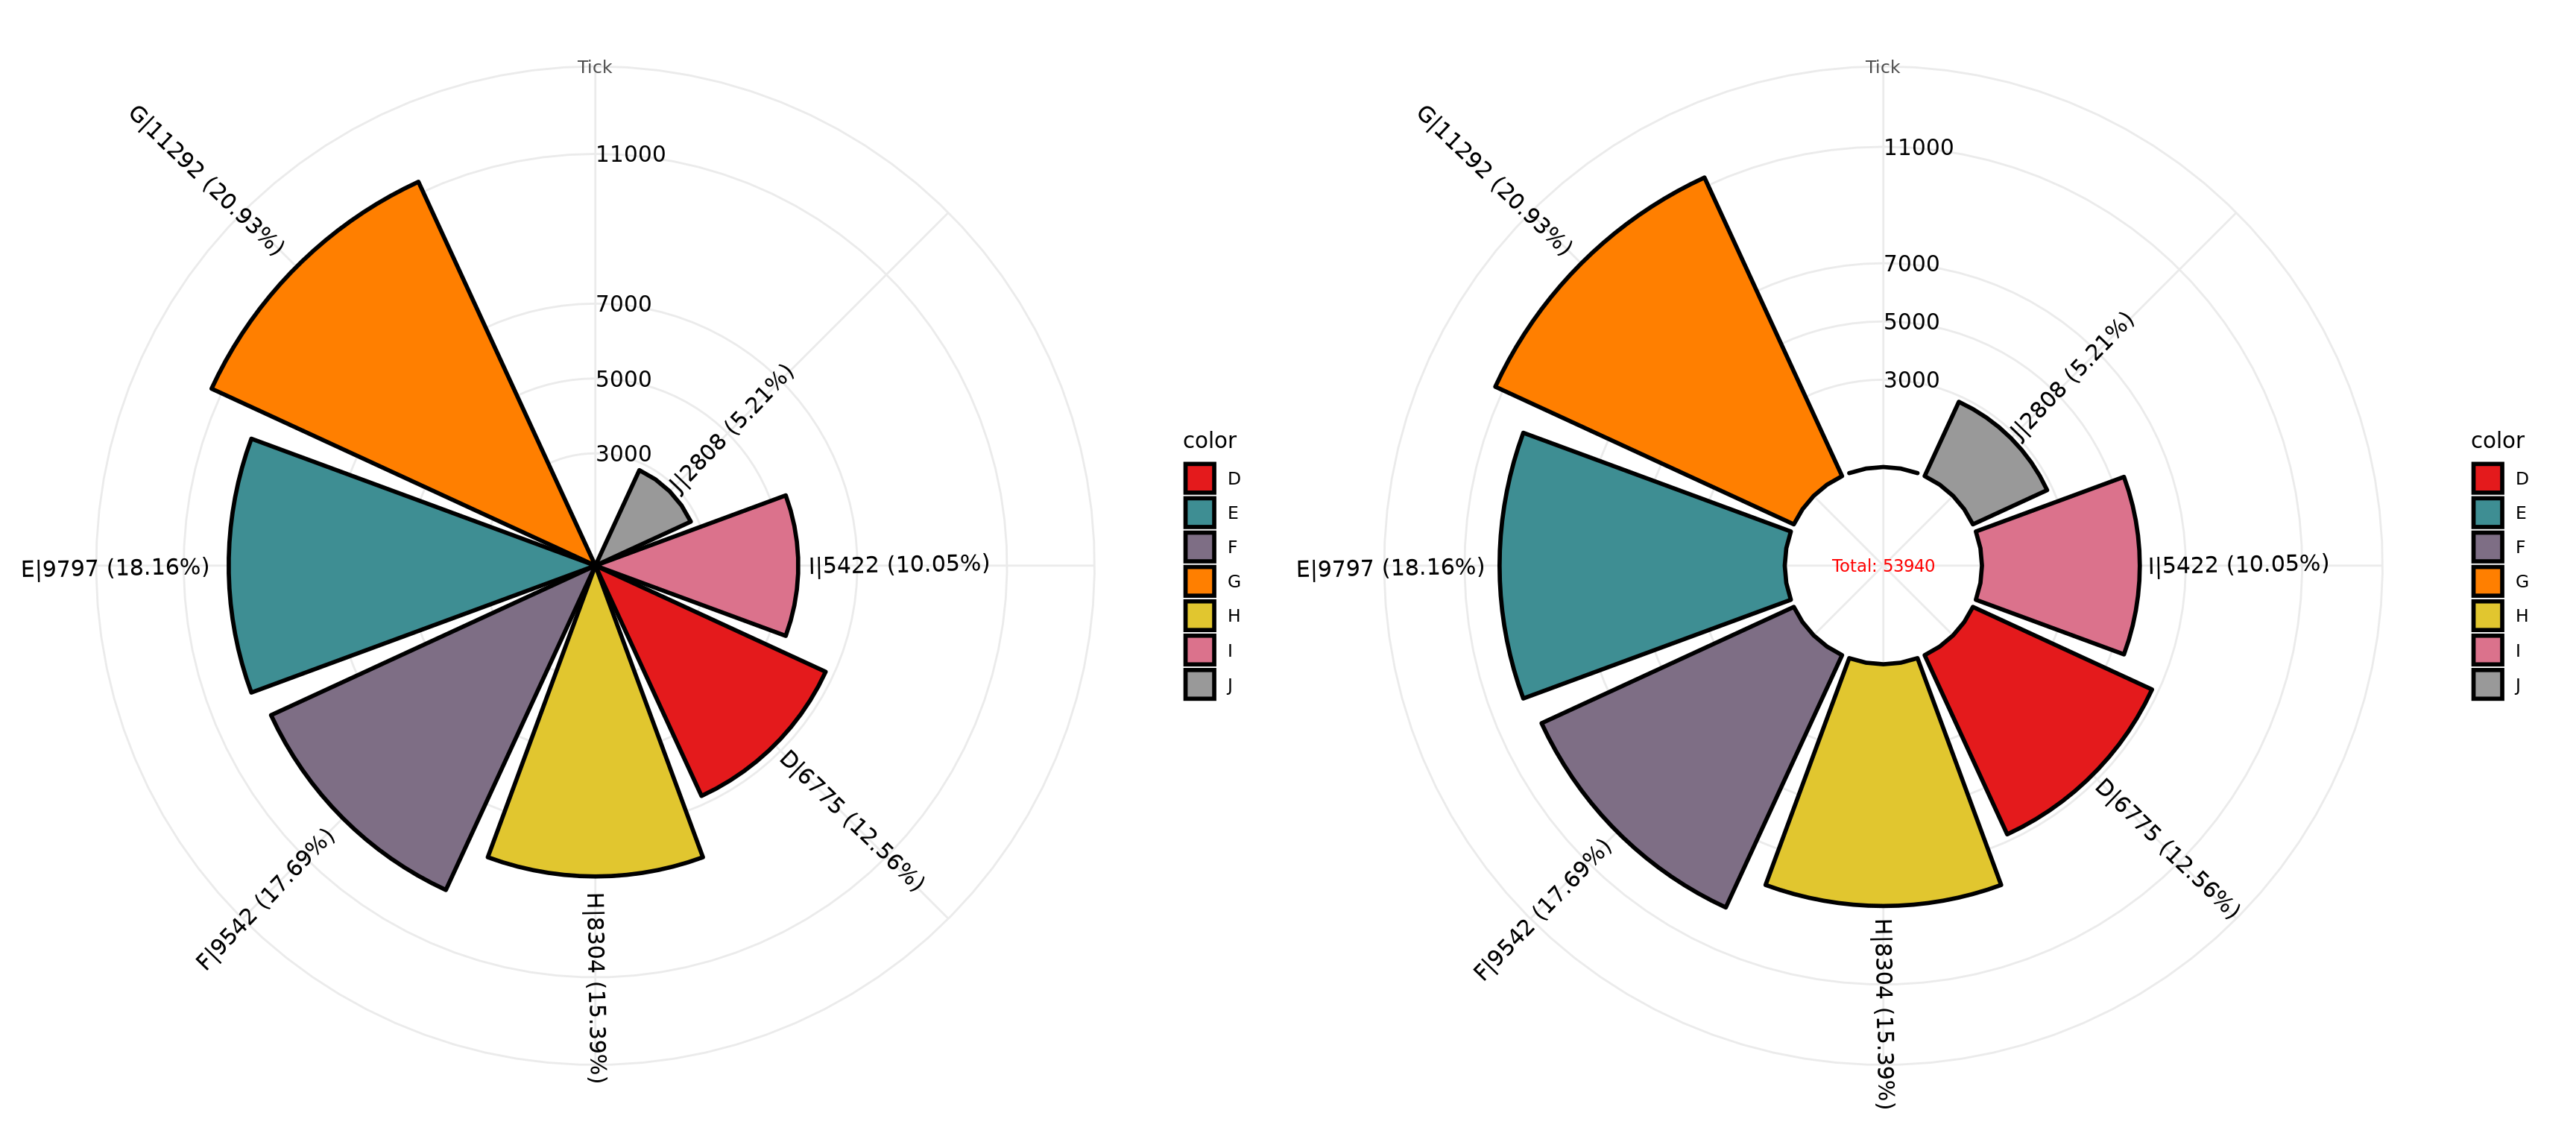 Tick
11000
7000
5000
3000
G|11292 (20.93%)
J|2808 (5.21%)
E|9797 (18.16%)
I|5422 (10.05%)
D|6775 (12.56%)
F|9542 (17.69%)
H|8304 (15.39%)
color
D
E
F
G
H
I
J
Tick
11000
7000
5000
3000
G|11292 (20.93%)
J|2808 (5.21%)
E|9797 (18.16%)
Total: 53940
I|5422 (10.05%)
D|6775 (12.56%)
F|9542 (17.69%)
H|8304 (15.39%)
color
D
E
F
G
H
I
J